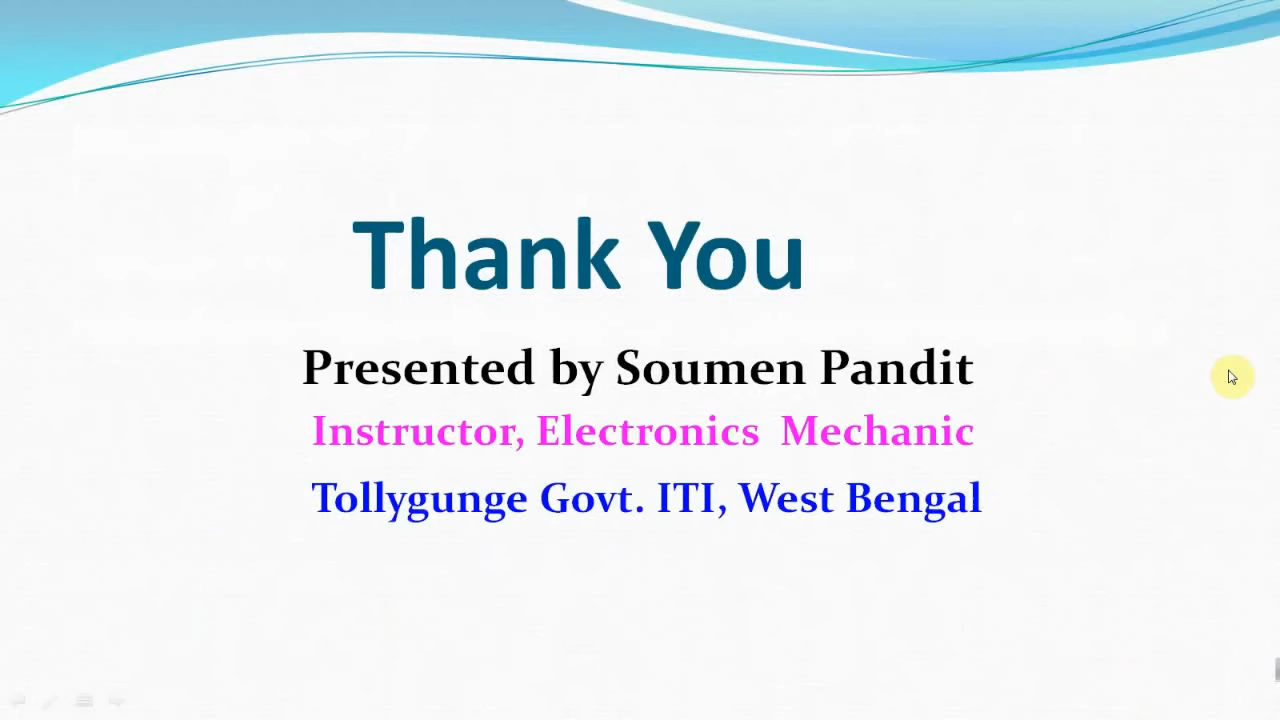 Thank You
Presented by Soumen Pandit
Instructor, Electronics Mechanic
Tollygunge Govt. ITI, West Bengal